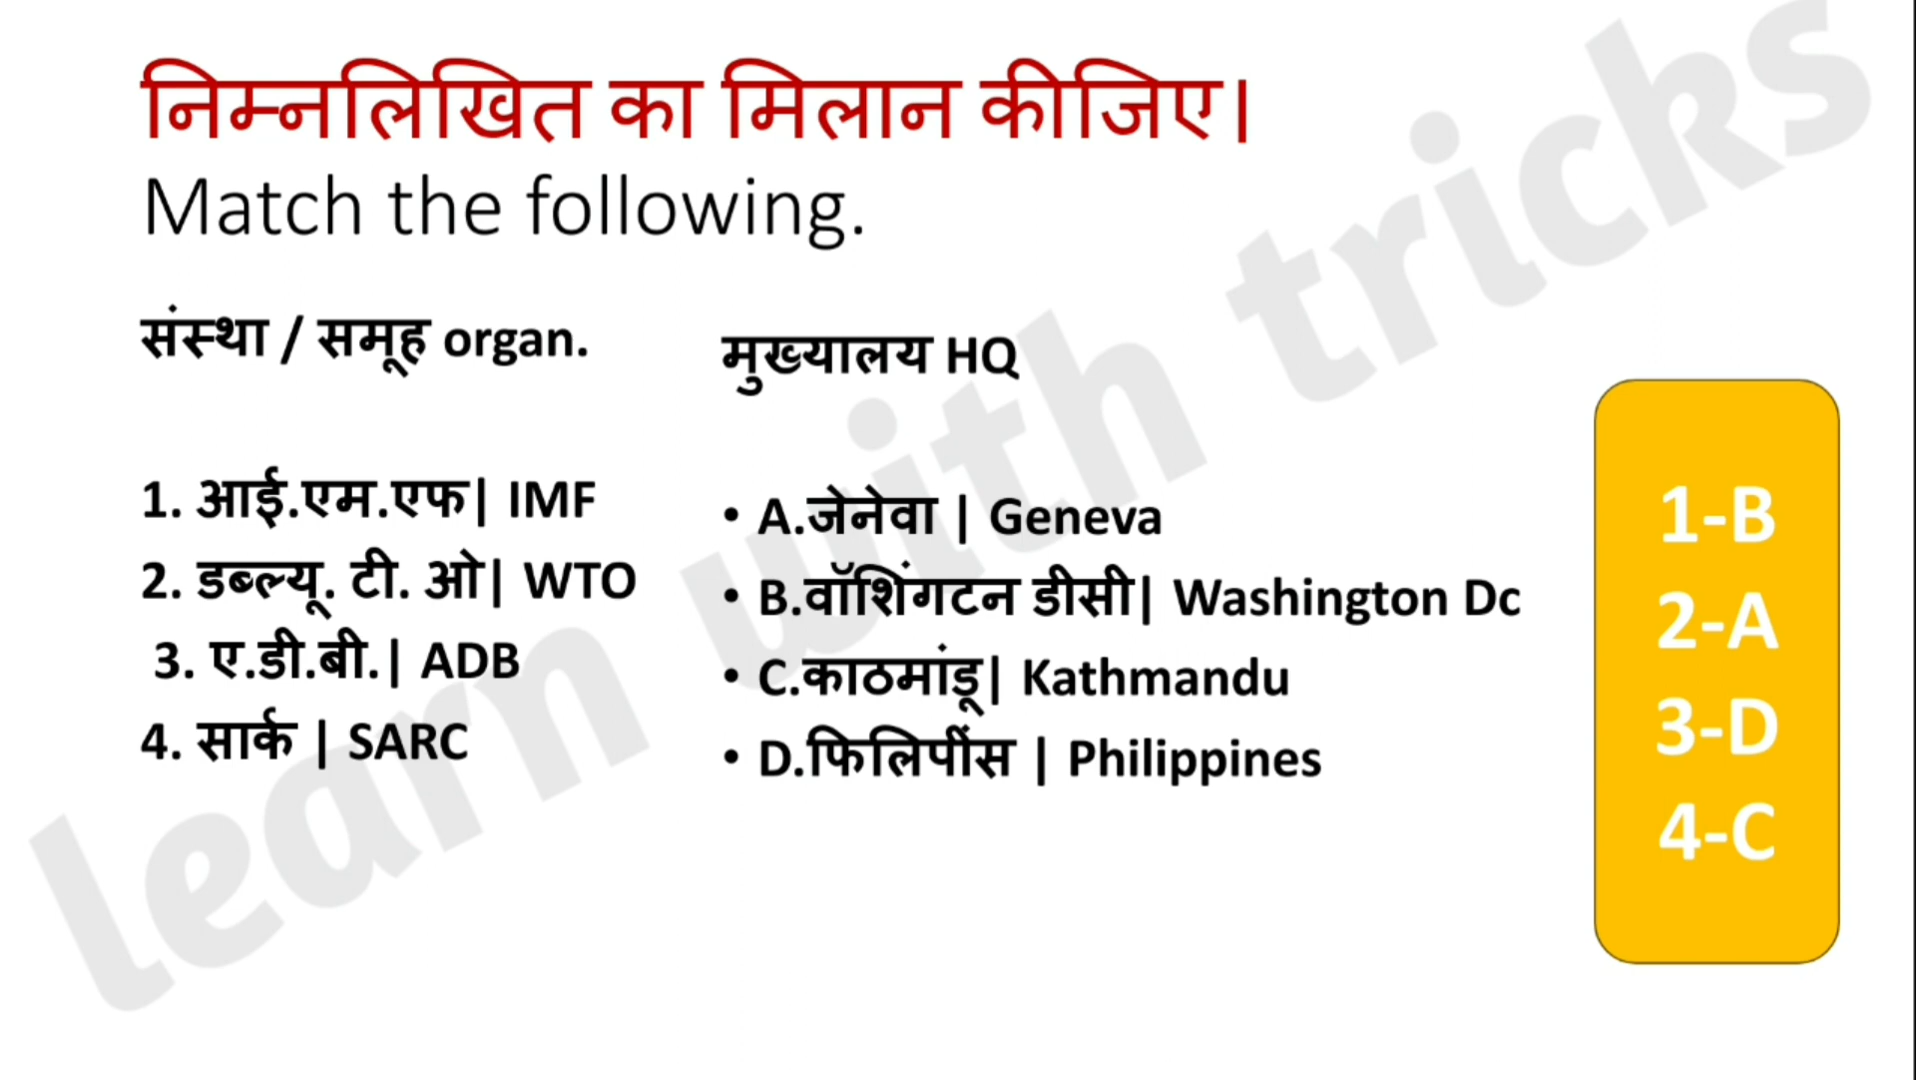 निम्नलिखित का मिलान कीजिए।
Match the following.
संस्था / समूह organ.
1. आई.एम.एफ| IMF
2. डब्ल्यू. टी. ओ| WTO
3. ए.डी.बी.| ADB
4. सार्क | SARC
मुख्यालय HQ
• A.जेनेवा | Geneva
• B.वॉशिंगटन डीसी| Washington Dc
• C.काठमांडू| Kathmandu
• D.फिलिपींस | Philippines
1-B
2-A
3-D
4-C
learn with tricks